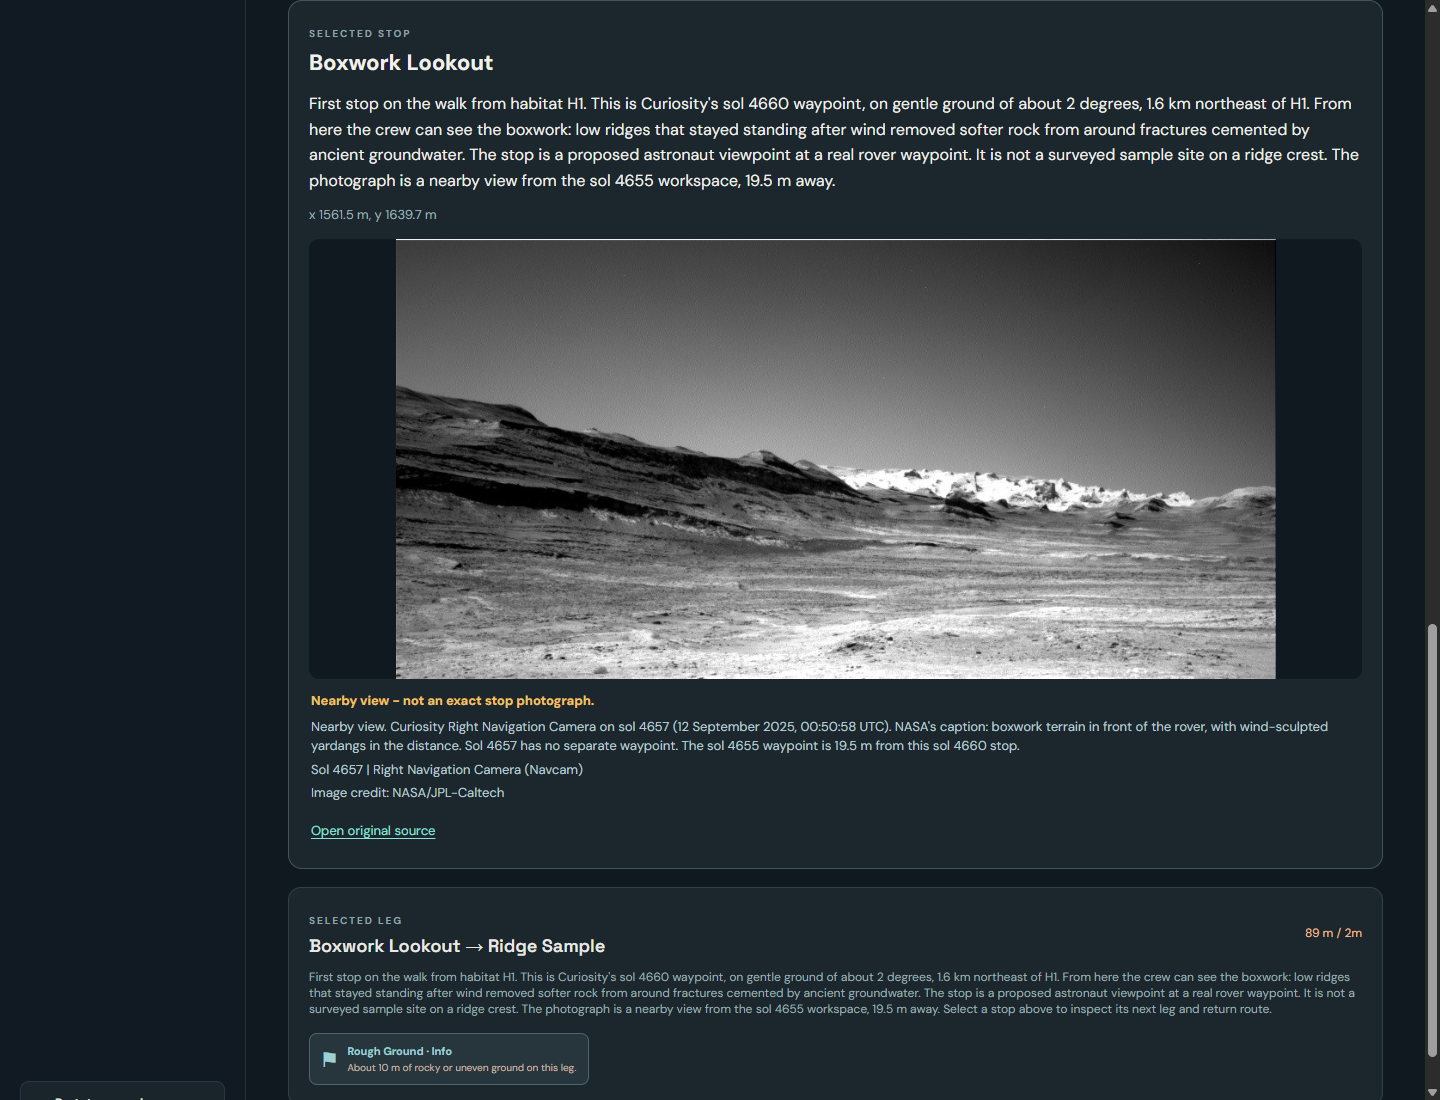 SELECTED STOP
Boxwork Lookout
First stop on the walk from habitat H1. This is Curiosity's sol 4660 waypoint, on gentle ground of about 2 degrees, 1.6 km northeast of H1. From
here the crew can see the boxwork: low ridges that stayed standing after wind removed softer rock from around fractures cemented by
ancient groundwater. The stop is a proposed astronaut viewpoint at a real rover waypoint. It is not a surveyed sample site on a ridge crest. The
photograph is a nearby view from the sol 4655 workspace, 19.5 m away.
x 1561.5 m, y 1639.7 m
Nearby view - not an exact stop photograph.
Nearby view. Curiosity Right Navigation Camera on sol 4657 (12 September 2025, 00:50:58 UTC). NASA's caption: boxwork terrain in front of the rover, with wind-sculpted
yardangs in the distance. Sol 4657 has no separate waypoint. The sol 4655 waypoint is 19.5 m from this sol 4660 stop.
Sol 4657 | Right Navigation Camera (Navcam)
Image credit: NASA/JPL-Caltech
Open original source
SELECTED LEG
Boxwork Lookout → Ridge Sample
89 m / 2m
First stop on the walk from habitat H1. This is Curiosity's sol 4660 waypoint, on gentle ground of about 2 degrees, 1.6 km northeast of H1. From here the crew can see the boxwork: low ridges
that stayed standing after wind removed softer rock from around fractures cemented by ancient groundwater. The stop is a proposed astronaut viewpoint at a real rover waypoint. It is not a
surveyed sample site on a ridge crest. The photograph is a nearby view from the sol 4655 workspace, 19.5 m away. Select a stop above to inspect its next leg and return route.
Rough Ground · Info
About 10 m of rocky or uneven ground on this leg.